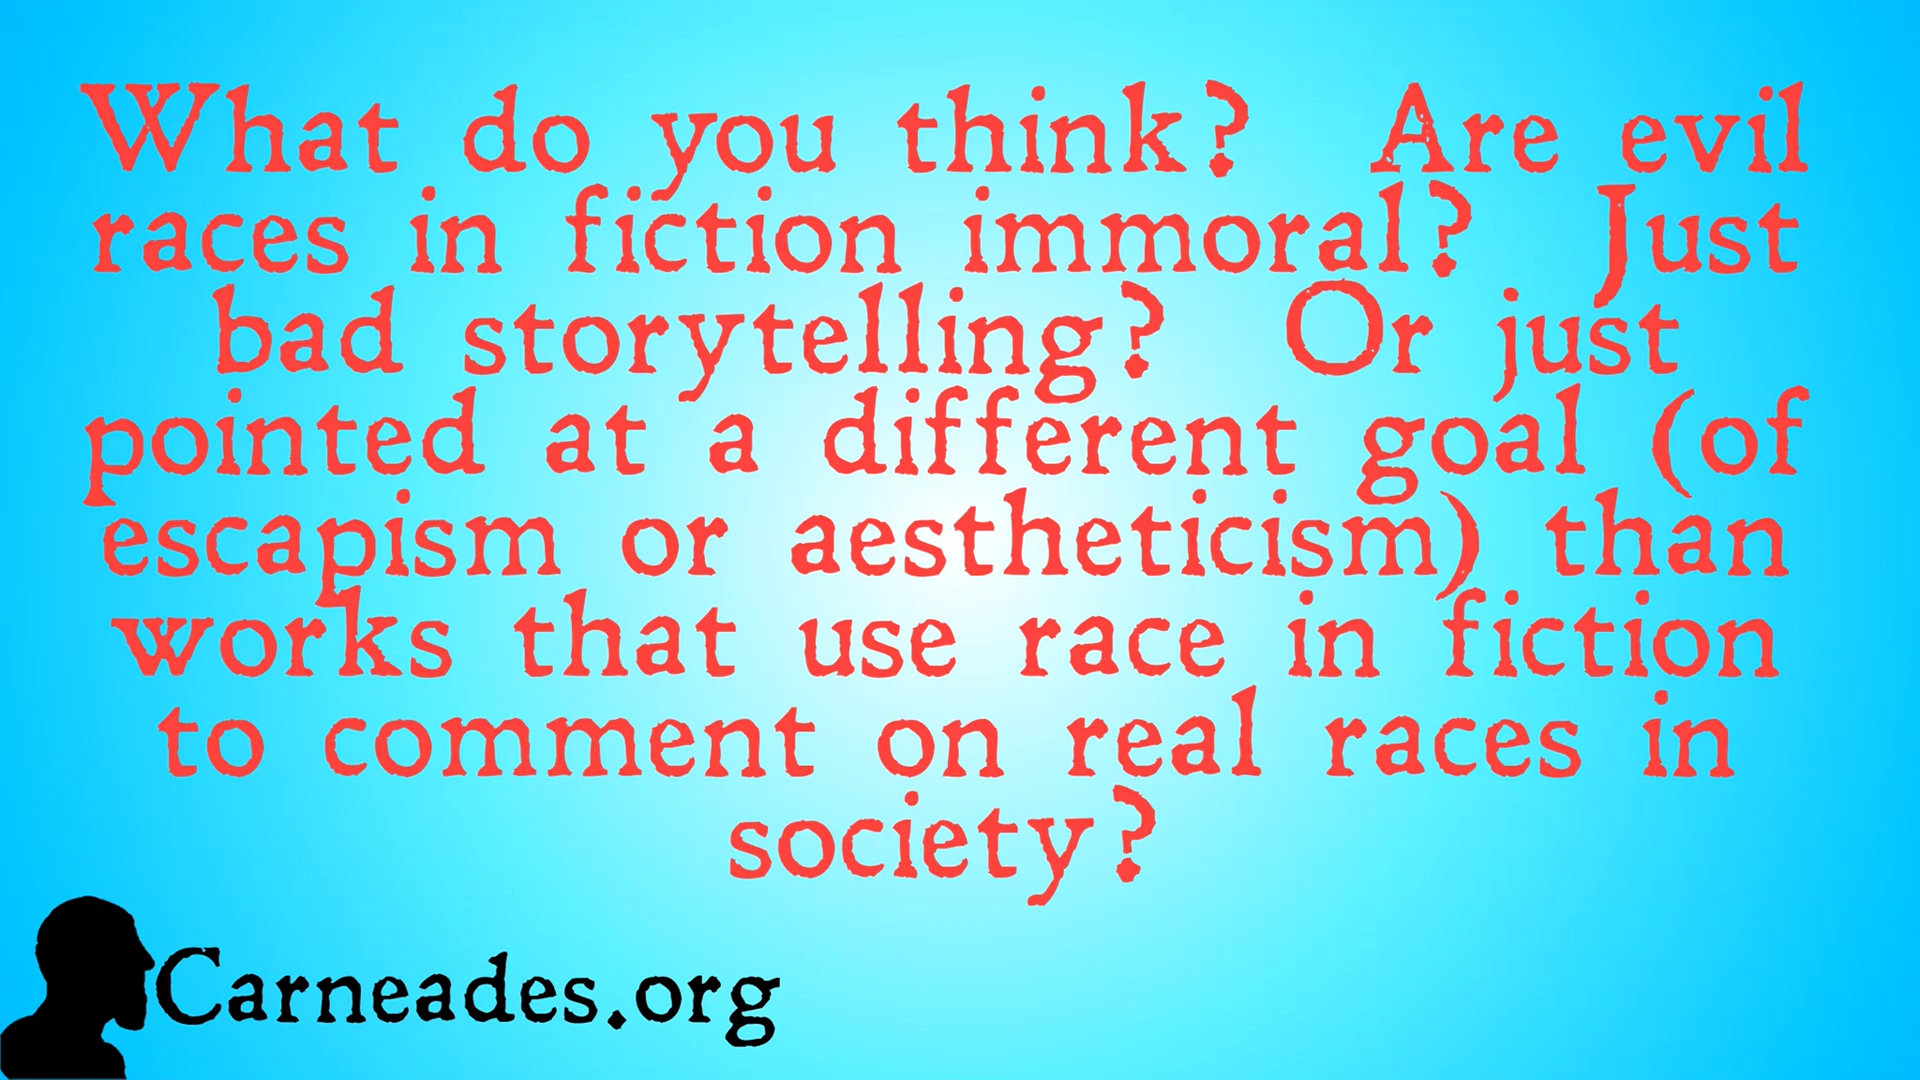 What do you think? Are evil
races in fiction immoral? Just
bad storytelling? Or just
pointed at a different goal (of
escapism or aestheticism) than
works that use race in fiction
to comment on real races in
society?
Carneades.org